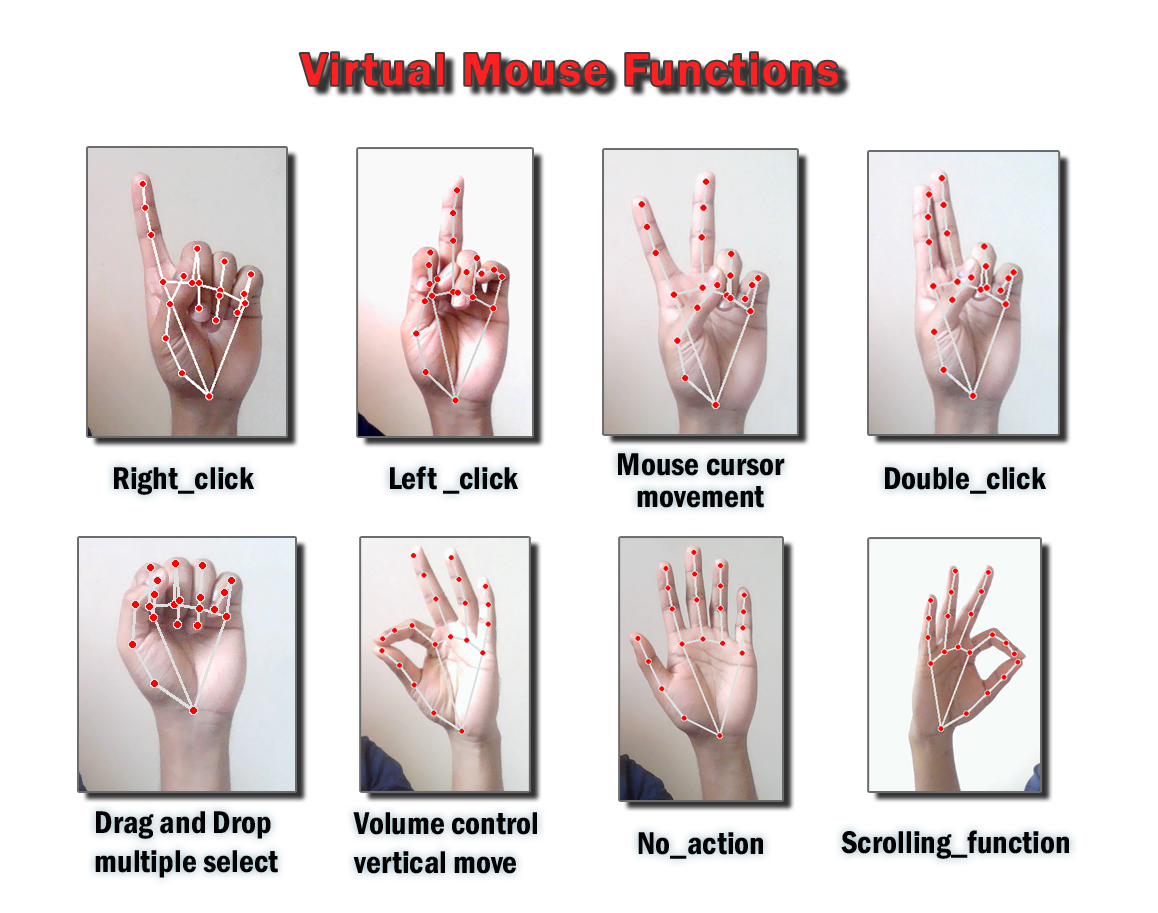 Virtual Mouse Functions
Right_click
Left _click
Mouse cursor
movement
Double_click
Drag and Drop
multiple select
Volume control
vertical move
No_action
Scrolling_function